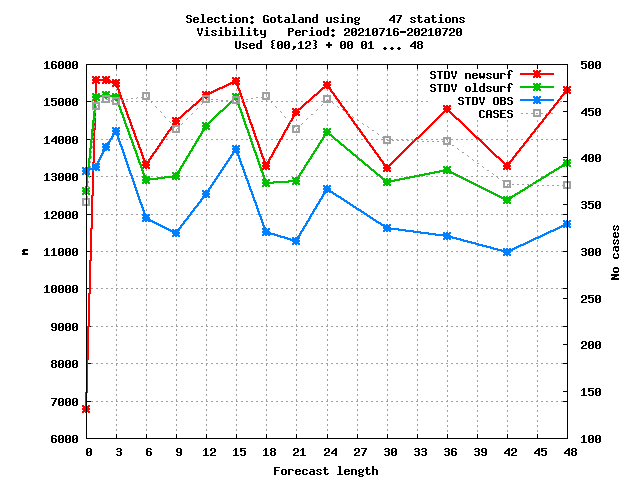 Selection: Gotaland using    47 stations
Visibility   Period: 20210716-20210720
Used {00,12} + 00 01 ... 48
STDV newsurf
STDV oldsurf
STDV OBS
CASES
16000
15000
14000
13000
12000
11000
10000
9000
8000
7000
6000
m
500
450
400
350
300
250
200
150
100
No cases
0 3 6 9 12 15 18 21 24 27 30 33 36 39 42 45 48
Forecast length